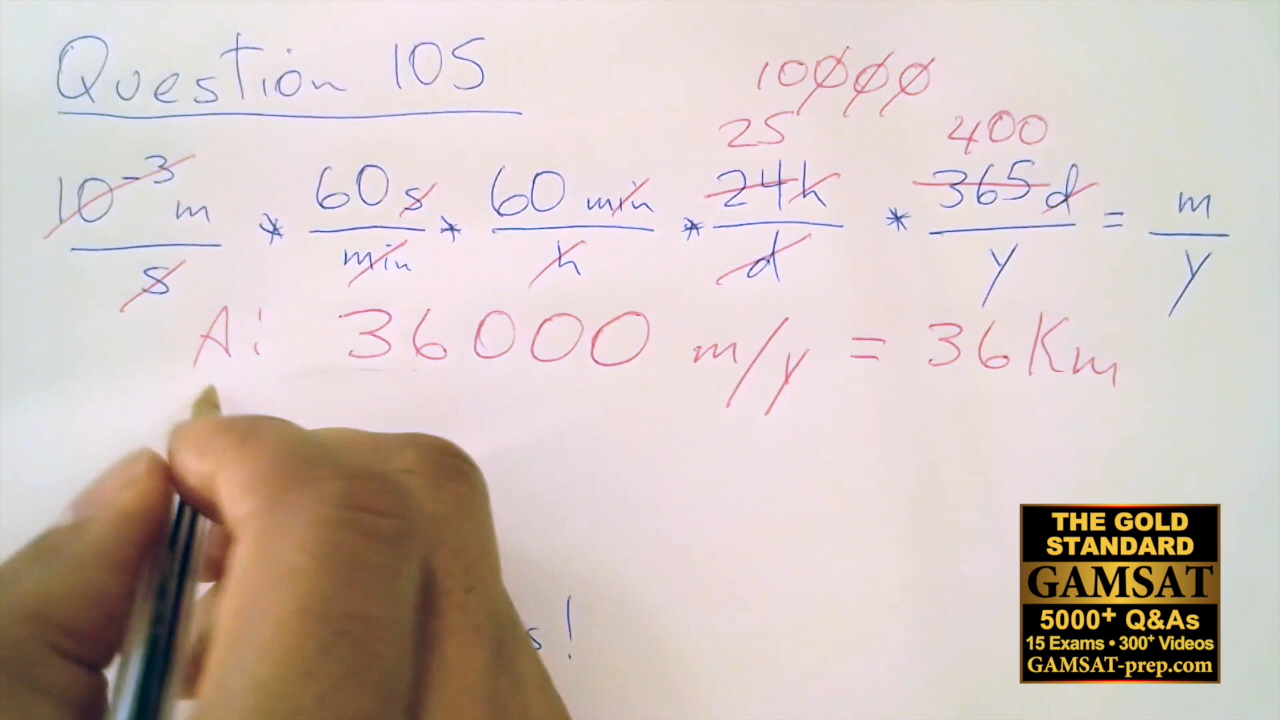 Question 105
10000
25 400
10⁻³ m / s * 60 s / min * 60 min / h * 24 h / d * 365 d / y = m / y
A: 36000 m/y = 36 Km
s!
THE GOLD
STANDARD
GAMSAT
5000+ Q&As
15 Exams • 300+ Videos
GAMSAT-prep.com